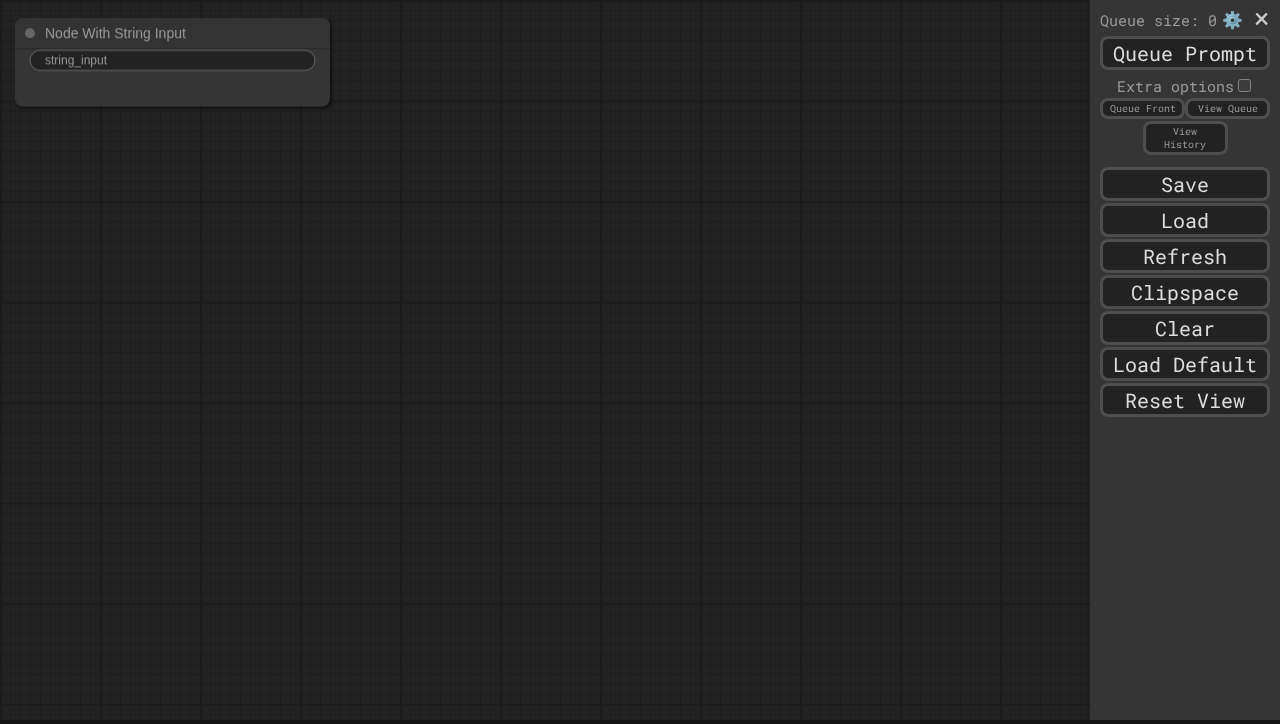 Node With String Input
string_input
Queue size: 0
Queue Prompt
Extra options
Queue Front
View Queue
View
History
Save
Load
Refresh
Clipspace
Clear
Load Default
Reset View